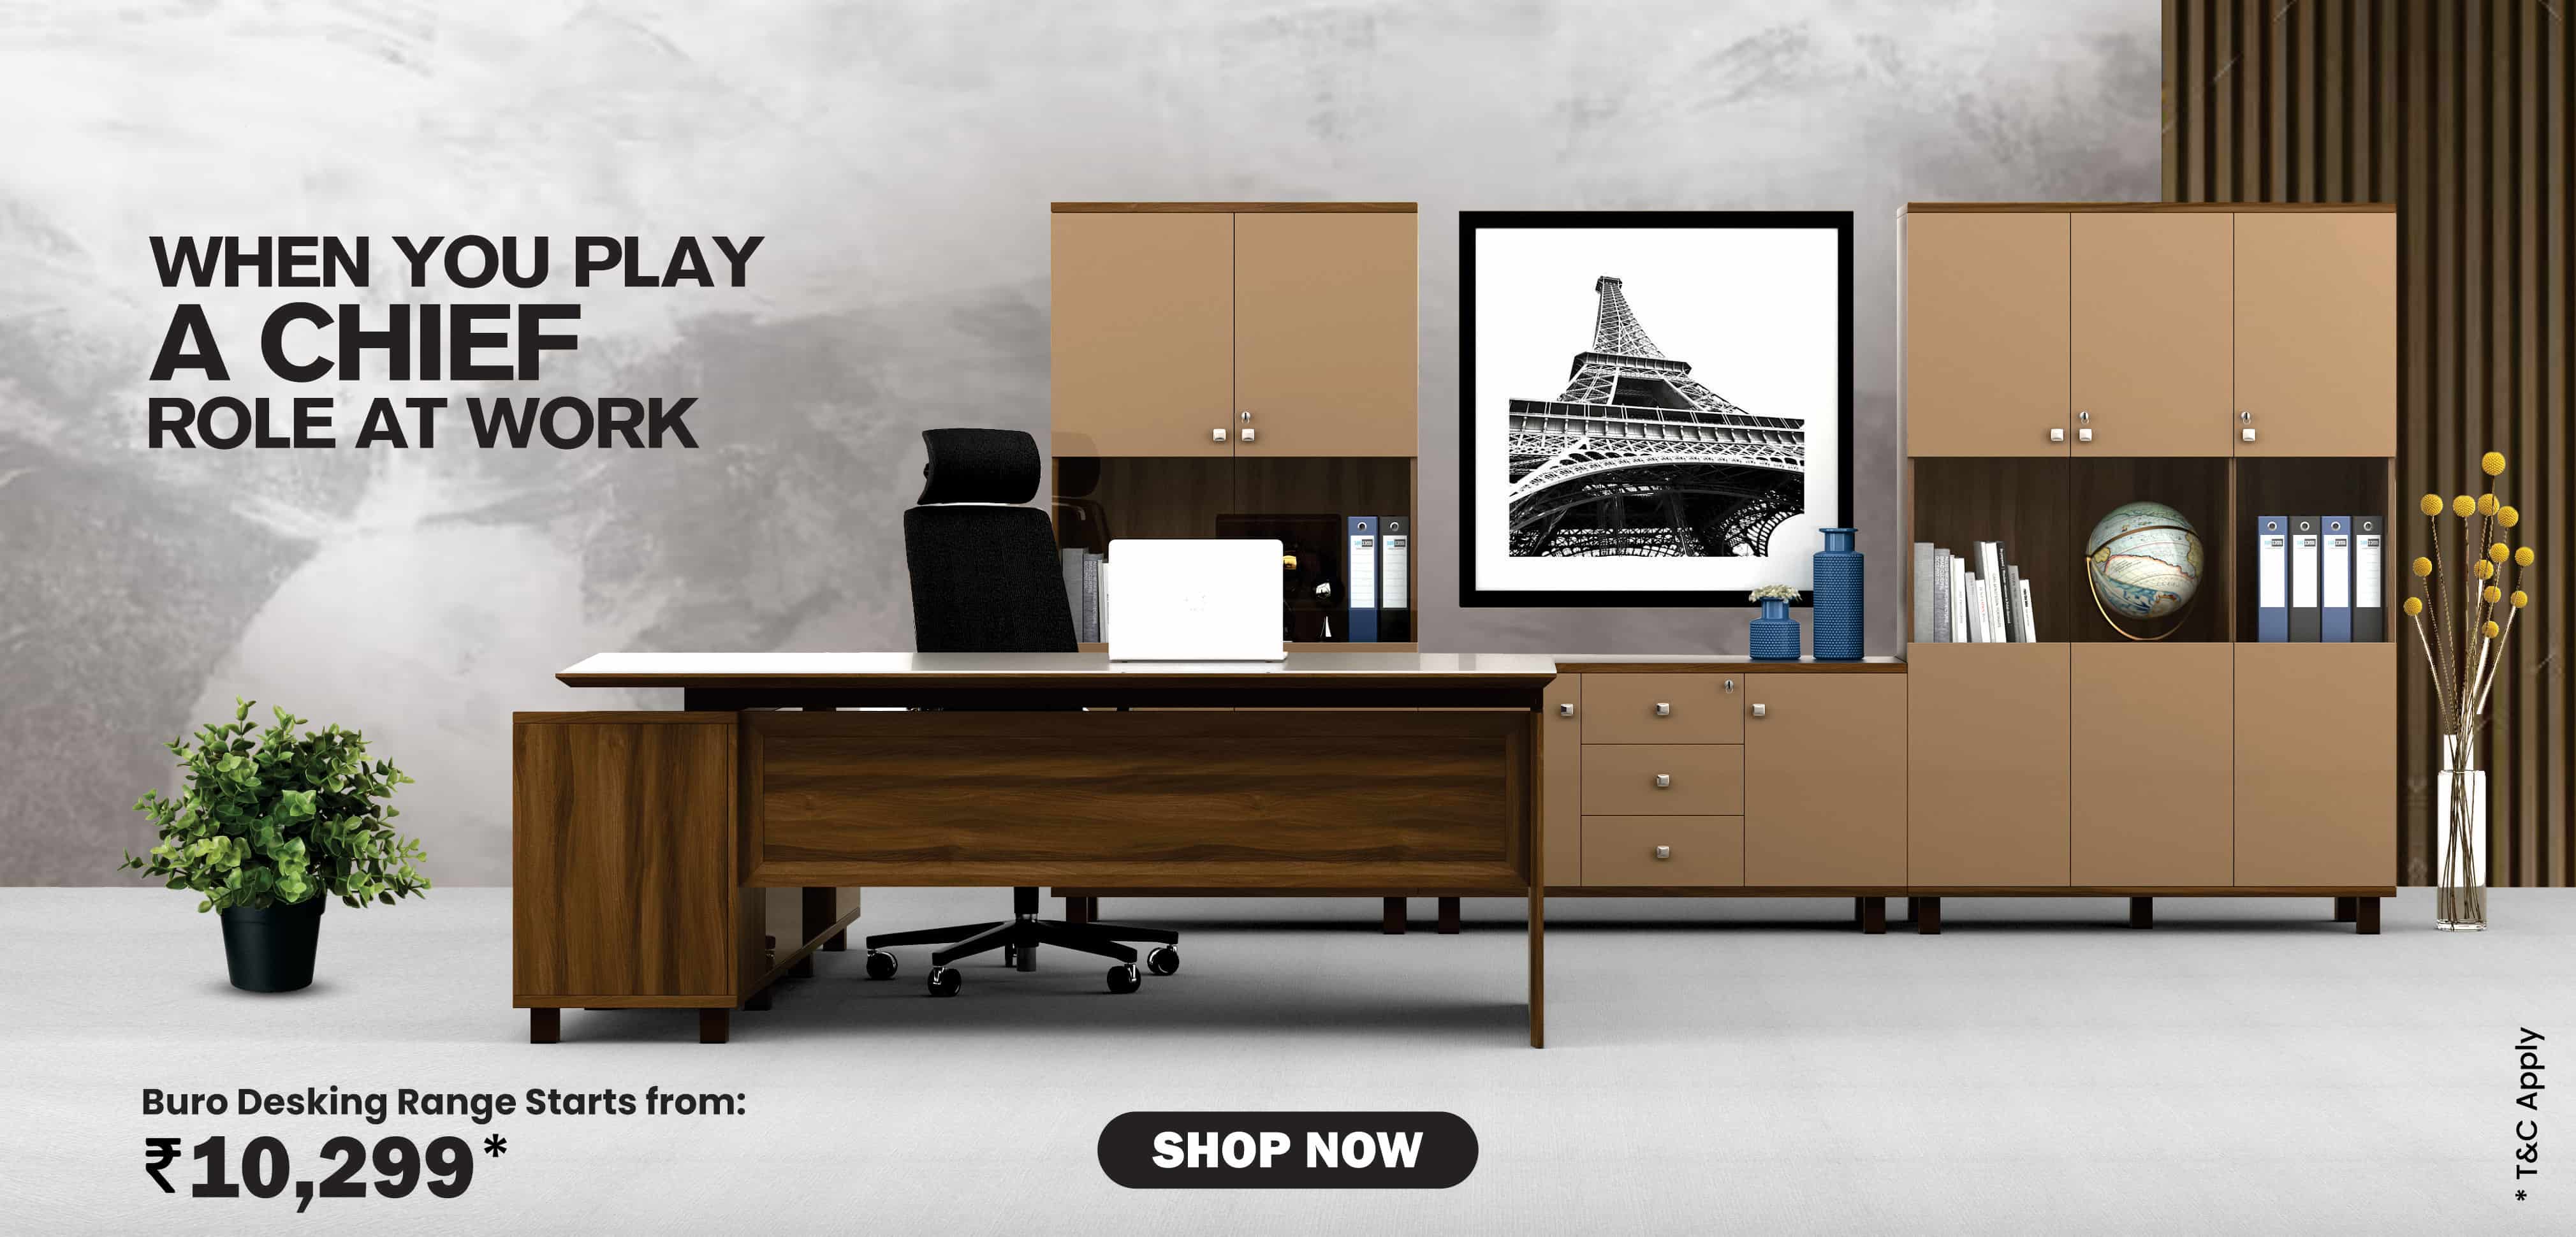 WHEN YOU PLAY
A CHIEF
ROLE AT WORK
Buro Desking Range Starts from:
₹10,299*
SHOP NOW
* T&C Apply